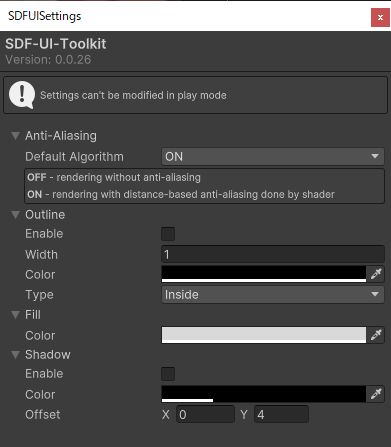 SDFUISettings
x
SDF-UI-Toolkit
Version: 0.0.26
Settings can't be modified in play mode
Anti-Aliasing
Default Algorithm ON
OFF - rendering without anti-aliasing
ON - rendering with distance-based anti-aliasing done by shader
Outline
Enable
Width 1
Color
Type Inside
Fill
Color
Shadow
Enable
Color
Offset X 0 Y 4